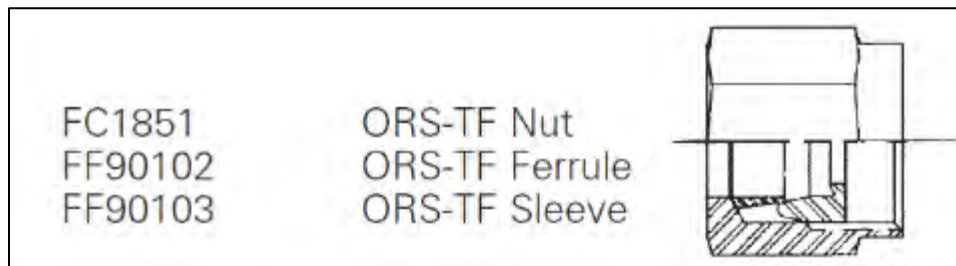 FC1851 ORS-TF Nut
FF90102 ORS-TF Ferrule
FF90103 ORS-TF Sleeve